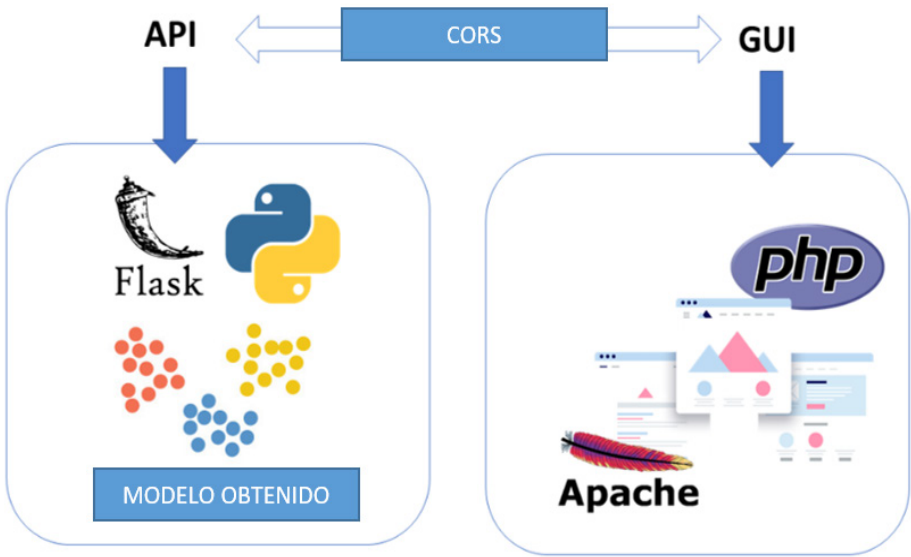 API
CORS
GUI
Flask
php
MODELO OBTENIDO
Apache